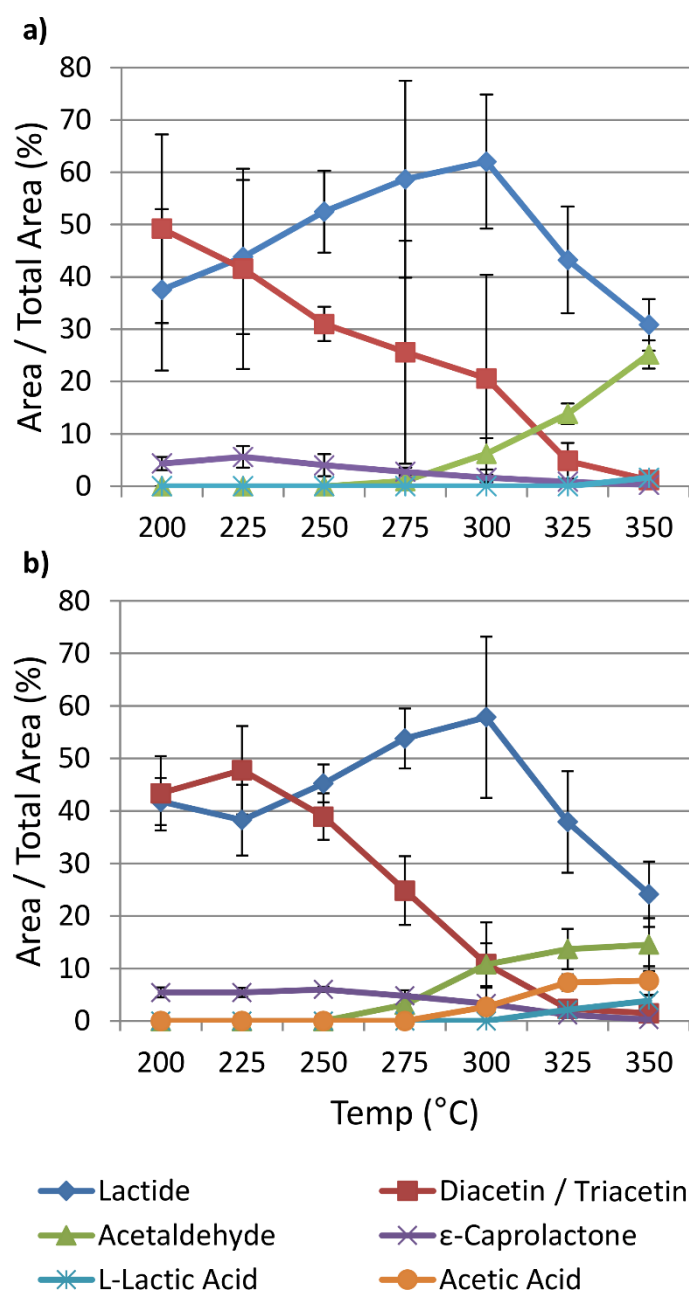 a)
80
70
60
50
40
30
20
10
0
Area / Total Area (%)
200 225 250 275 300 325 350
b)
80
70
60
50
40
30
20
10
0
Area / Total Area (%)
200 225 250 275 300 325 350
Temp (°C)
Lactide Diacetin / Triacetin
Acetaldehyde ε-Caprolactone
L-Lactic Acid Acetic Acid